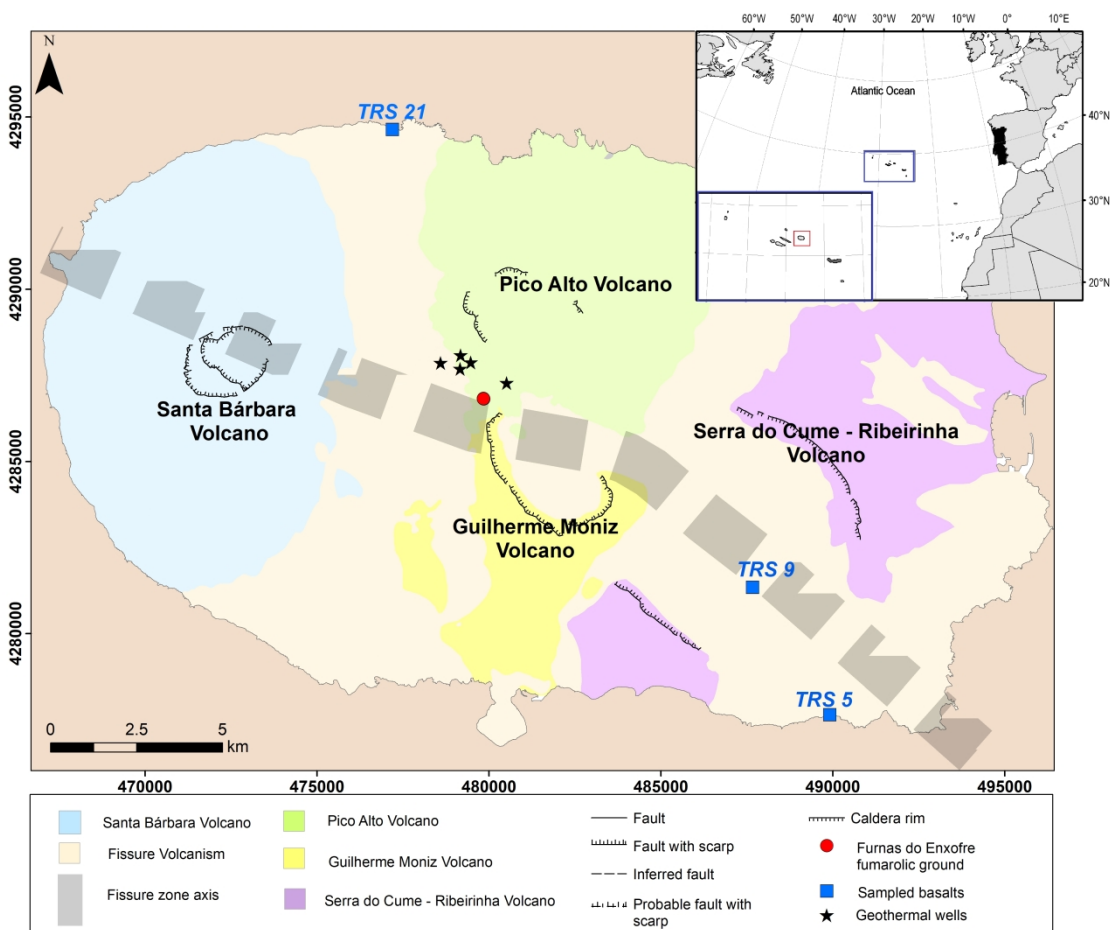 60°W 50°W 40°W 30°W 20°W 10°W 0° 10°E
N
Atlantic Ocean
40°N
30°N
20°N
TRS 21
4295000
4290000
4285000
4280000
Pico Alto Volcano
Santa Bárbara
Volcano
Serra do Cume - Ribeirinha
Volcano
Guilherme Moniz
Volcano
TRS 9
TRS 5
0 2.5 5
km
470000 475000 480000 485000 490000 495000
Santa Bárbara Volcano
Fissure Volcanism
Fissure zone axis
Pico Alto Volcano
Guilherme Moniz Volcano
Serra do Cume - Ribeirinha Volcano
Fault
Fault with scarp
Inferred fault
Probable fault with
scarp
Caldera rim
Furnas do Enxofre
fumarolic ground
Sampled basalts
Geothermal wells